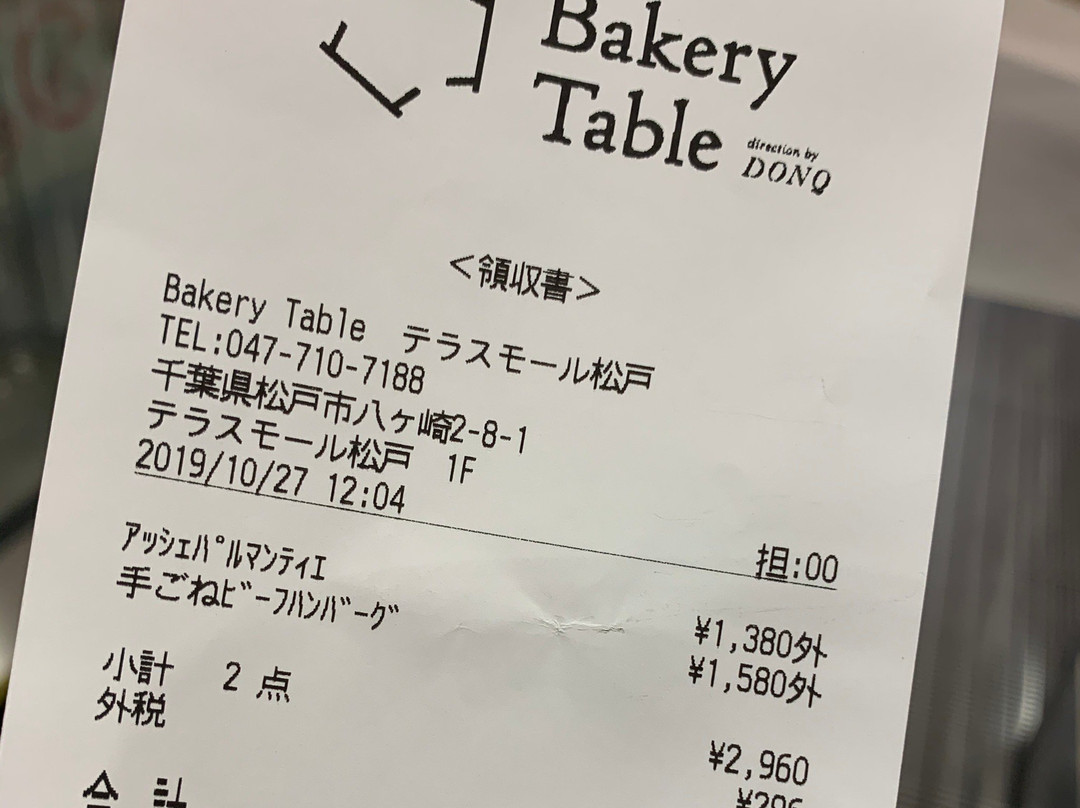 Bakery
Table direction by
DONQ
<領収書>
Bakery Table テラスモール松戸
TEL:047-710-7188
千葉県松戸市八ヶ崎2-8-1
テラスモール松戸 1F
2019/10/27 12:04 担:00
ｱｯｼｪﾊﾟﾙﾏﾝﾃｨｴ ¥1,380外
手ごねﾋﾞｰﾌﾊﾝﾊﾞｰｸﾞ ¥1,580外
小計 2点 ¥2,960
外税 ¥296
合計